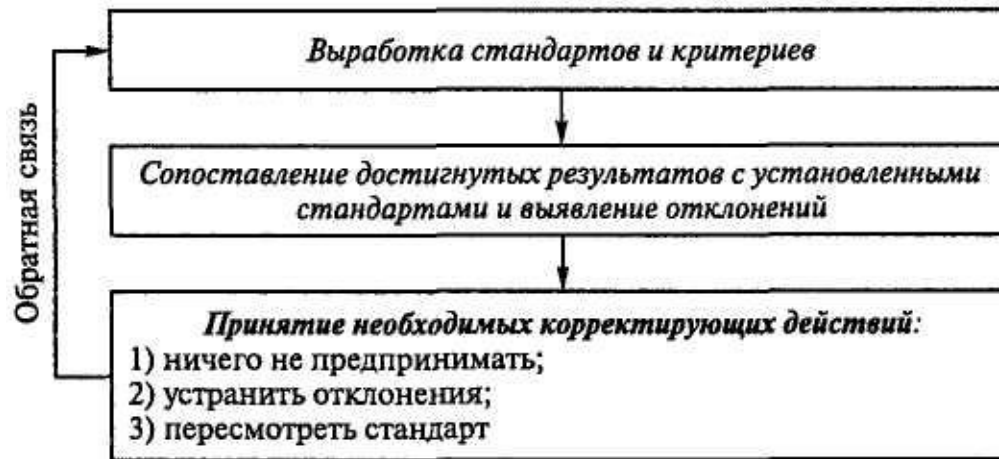 Выработка стандартов и критериев
Обратная связь
Сопоставление достигнутых результатов с установленными
стандартами и выявление отклонений
Принятие необходимых корректирующих действий:
1) ничего не предпринимать;
2) устранить отклонения;
3) пересмотреть стандарт